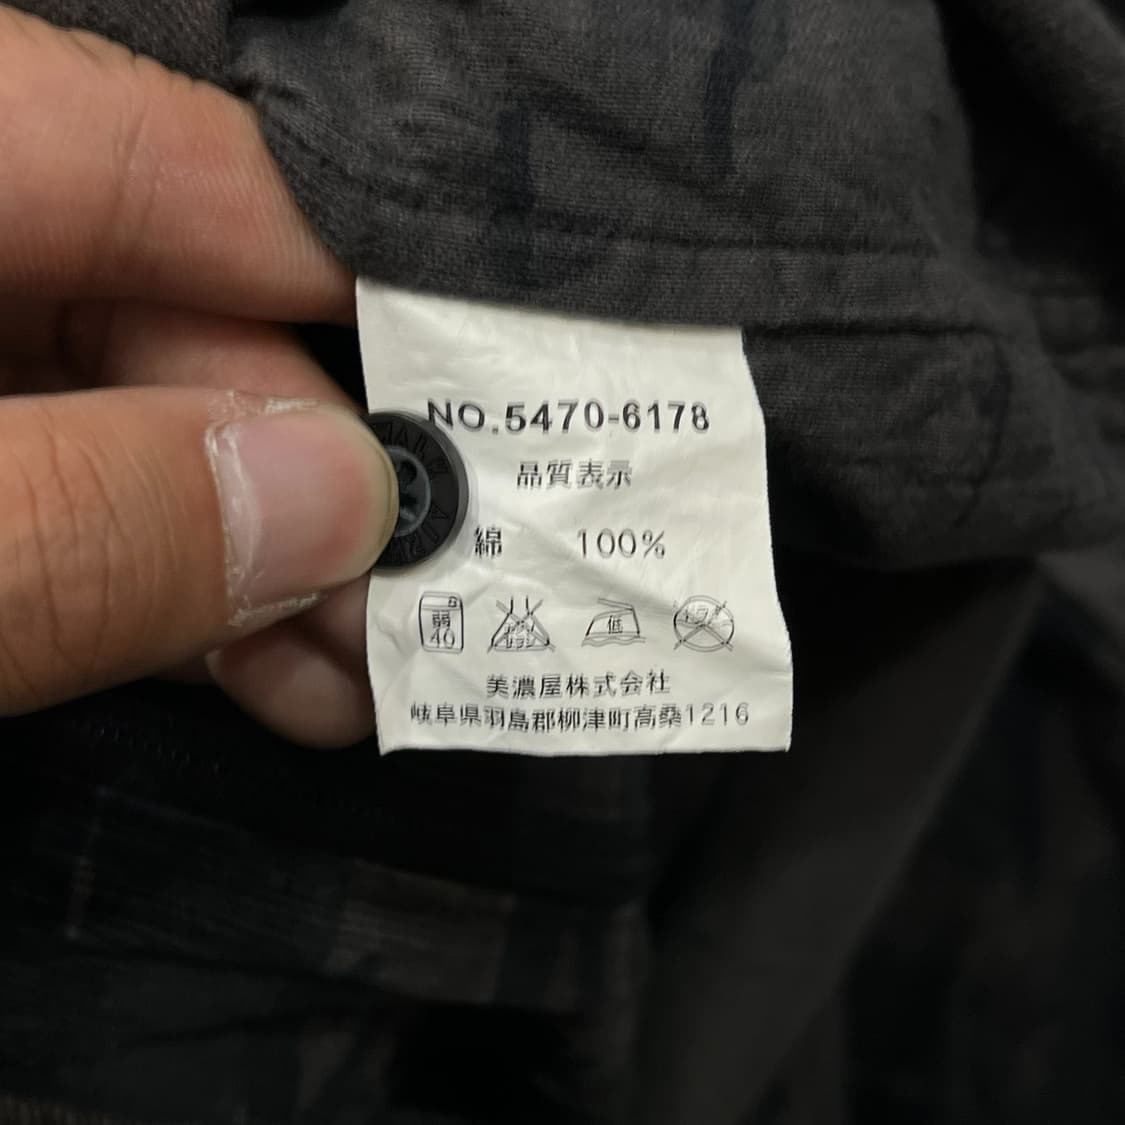 NO.5470-6178
品質表示
綿 100%
弱
40
低
美濃屋株式会社
岐阜県羽島郡柳津町高桑1216